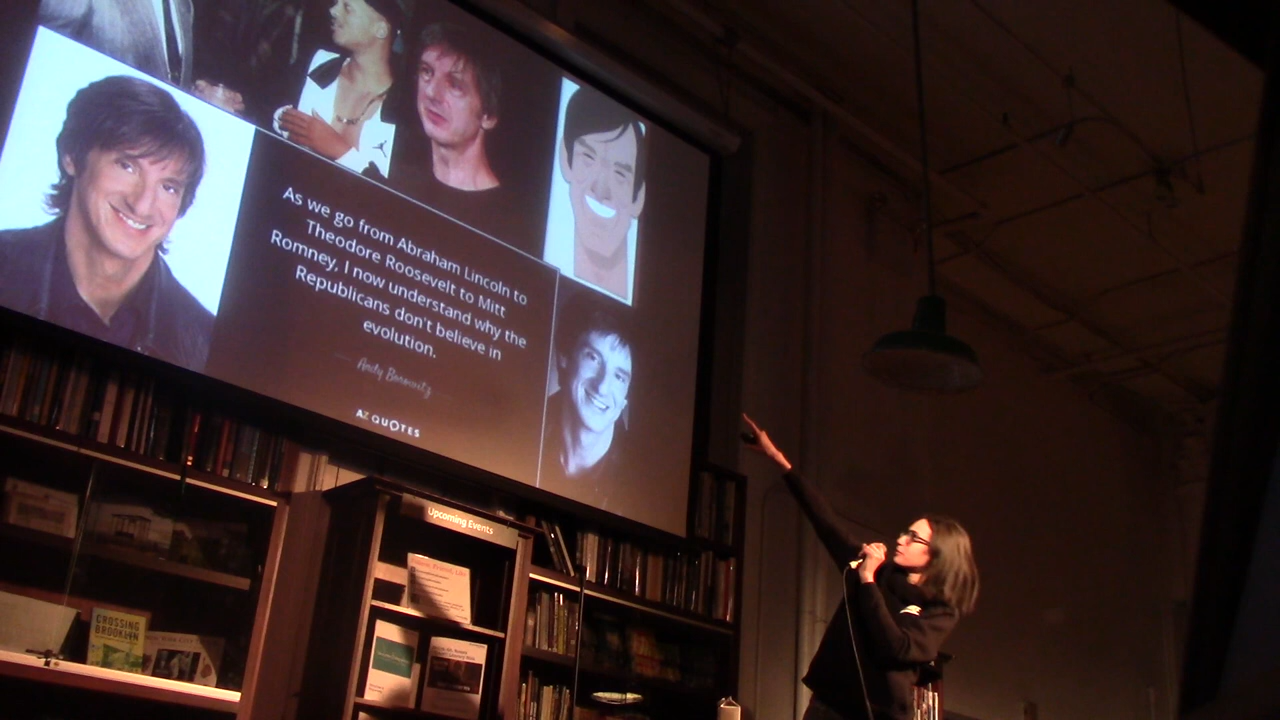 As we go from Abraham Lincoln to
Theodore Roosevelt to Mitt
Romney, I now understand why the
Republicans don't believe in
evolution.
Andy Borowitz
AZ QUOTES
Upcoming Events
CROSSING
BROOKLYN